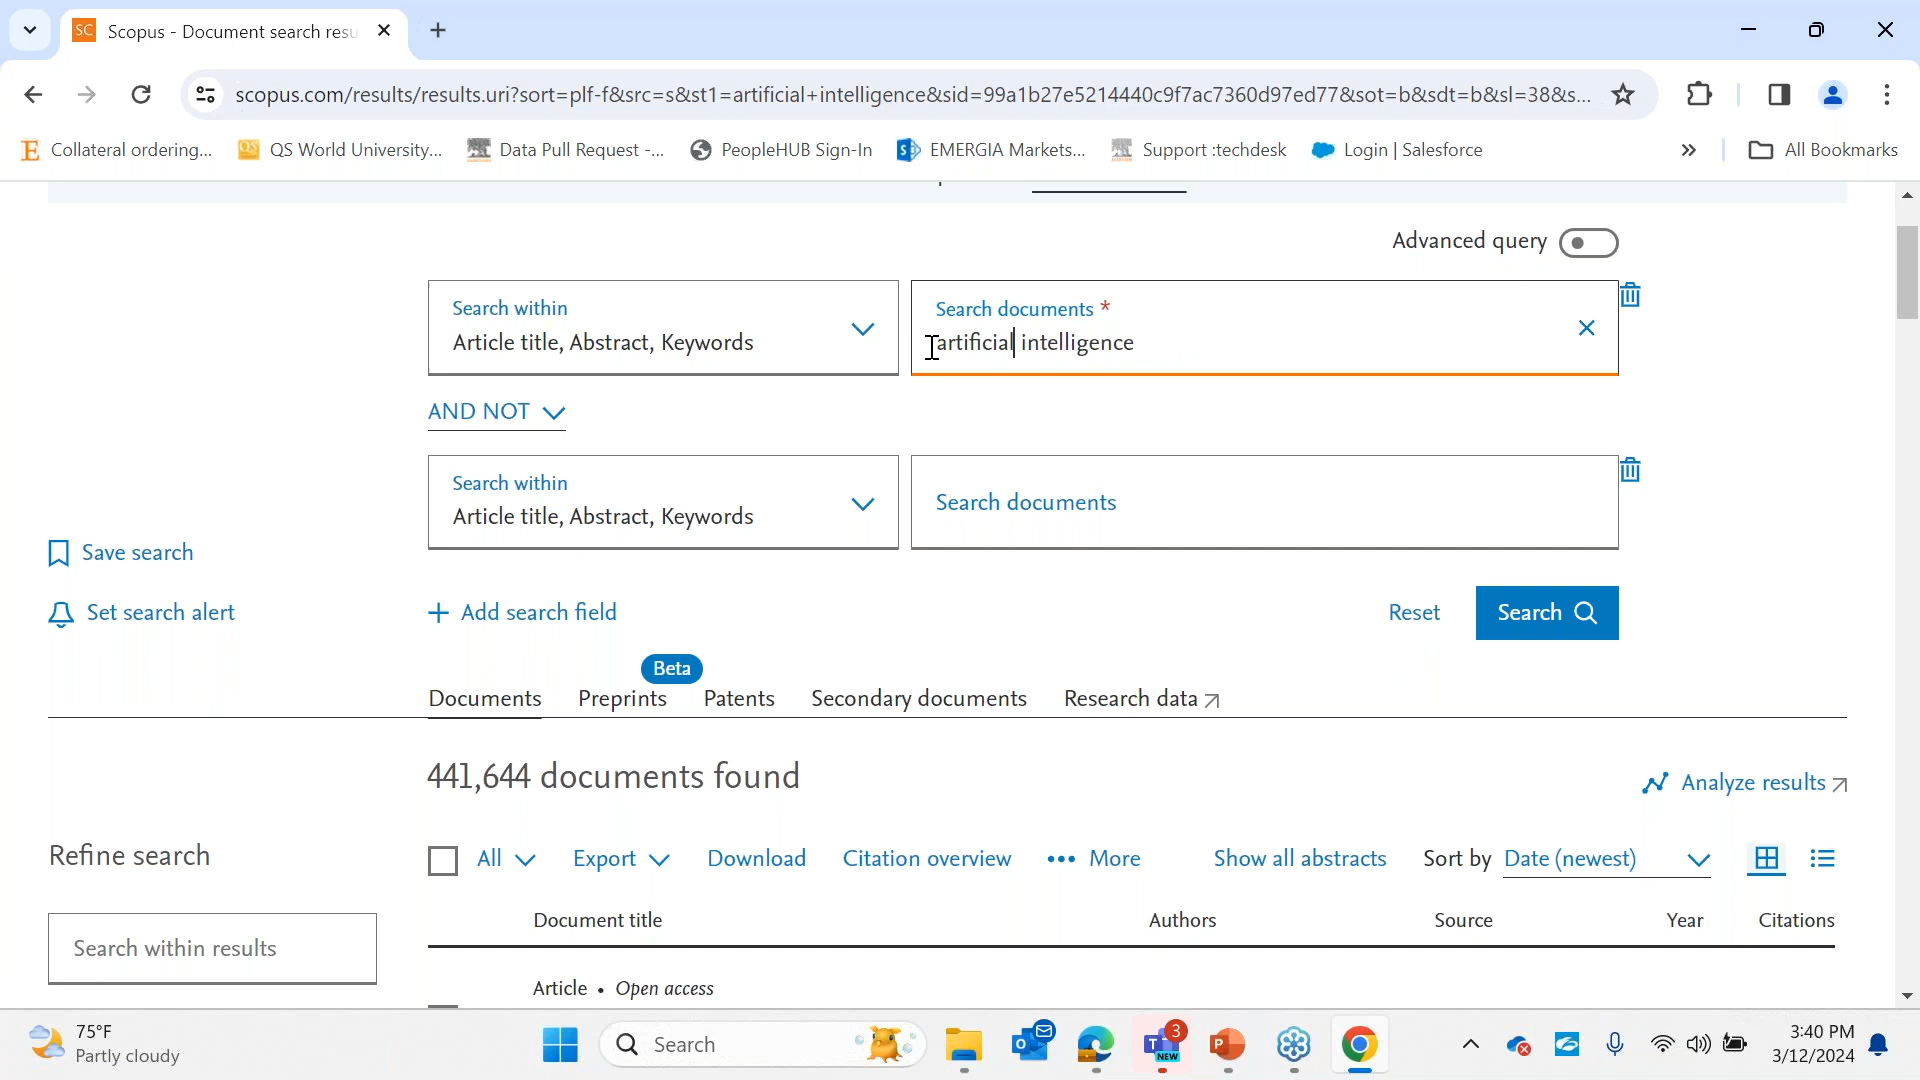 SC Scopus - Document search resu
scopus.com/results/results.uri?sort=plf-f&src=s&st1=artificial+intelligence&sid=99a1b27e5214440c9f7ac7360d97ed77&sot=b&sdt=b&sl=38&s...
Collateral ordering... QS World University... Data Pull Request -... PeopleHUB Sign-In EMERGIA Markets... Support :techdesk Login | Salesforce » All Bookmarks
Advanced query
Search within
Article title, Abstract, Keywords
Search documents *
artificial intelligence
AND NOT
Search within
Article title, Abstract, Keywords
Search documents
Save search
Set search alert
+ Add search field
Reset
Search
Beta
Documents Preprints Patents Secondary documents Research data
441,644 documents found
Analyze results
Refine search
All Export Download Citation overview ••• More Show all abstracts Sort by Date (newest)
Document title Authors Source Year Citations
Search within results
Article • Open access
75°F
Partly cloudy
Search
3
NEW
3:40 PM
3/12/2024